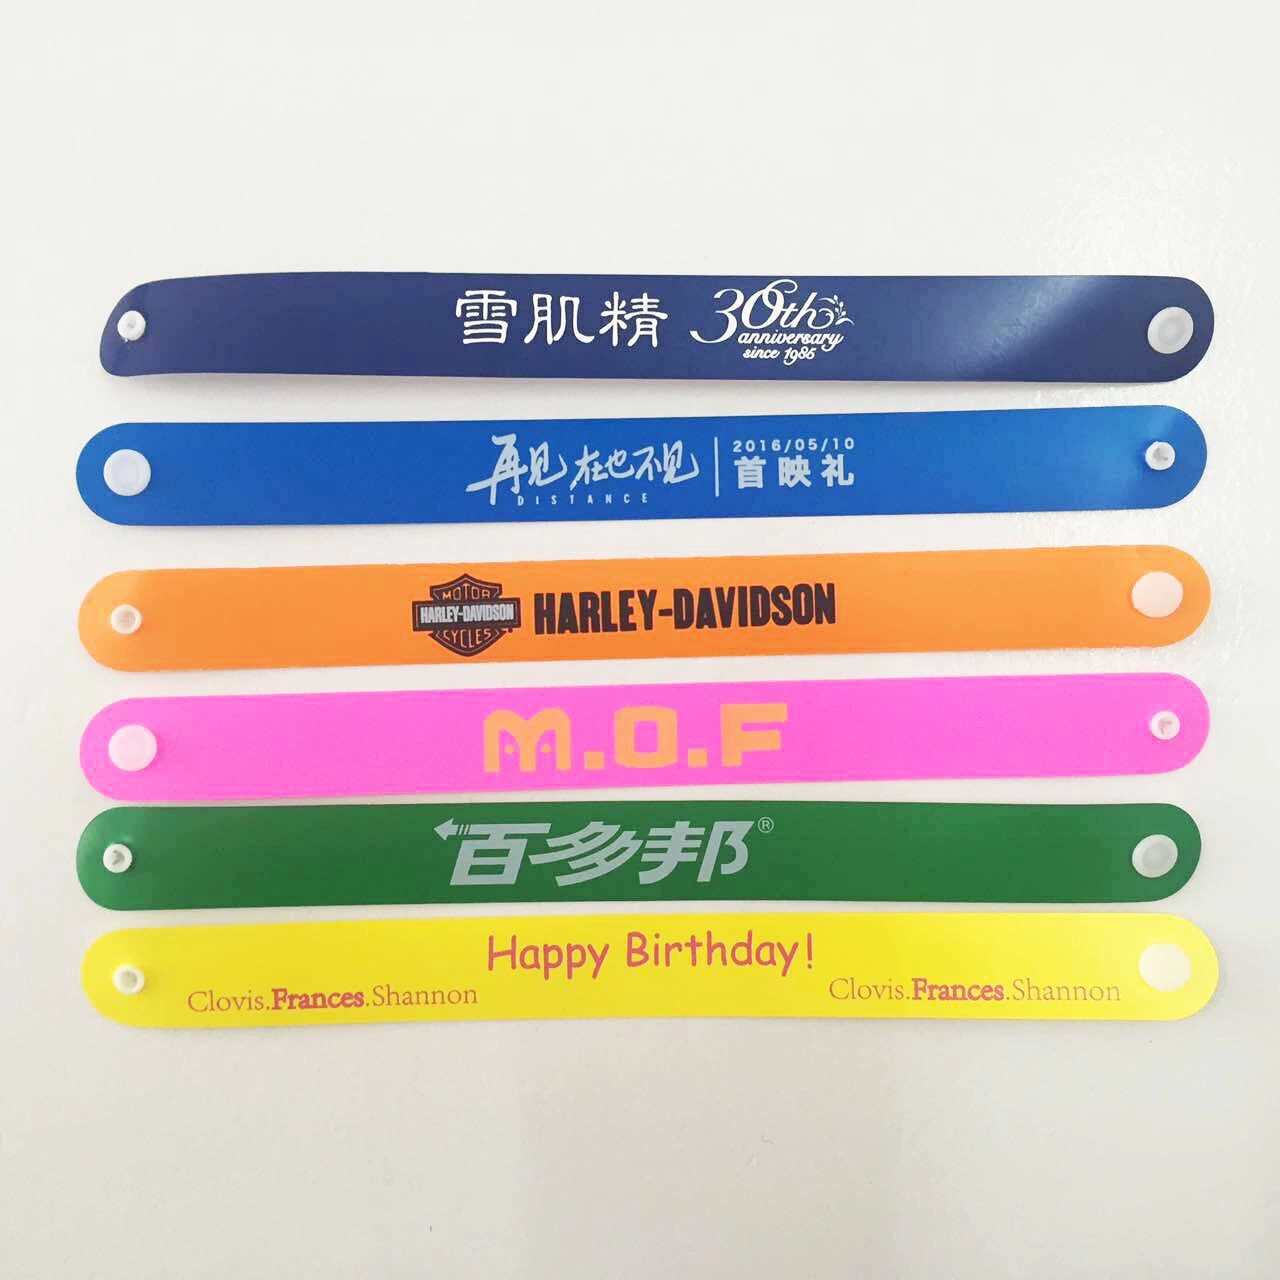 雪肌精 30th
anniversary
since 1985
再见 在也不见
DISTANCE
2016/05/10
首映礼
MOTOR
HARLEY-DAVIDSON
CYCLES
HARLEY-DAVIDSON
M.O.F
百多邦®
Happy Birthday!
Clovis.Frances.Shannon
Clovis.Frances.Shannon